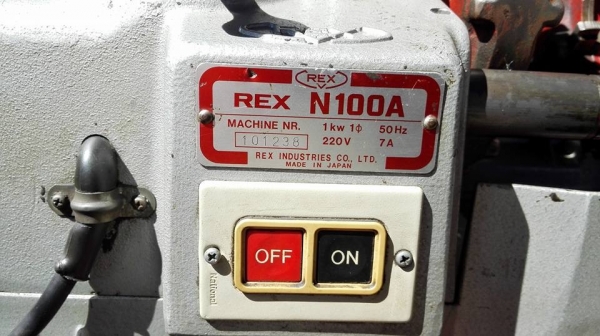 REX
REX N100A
MACHINE NR. 1kw 1ϕ 50Hz
101238 220V 7A
REX INDUSTRIES CO., LTD.
MADE IN JAPAN
OFF ON
National